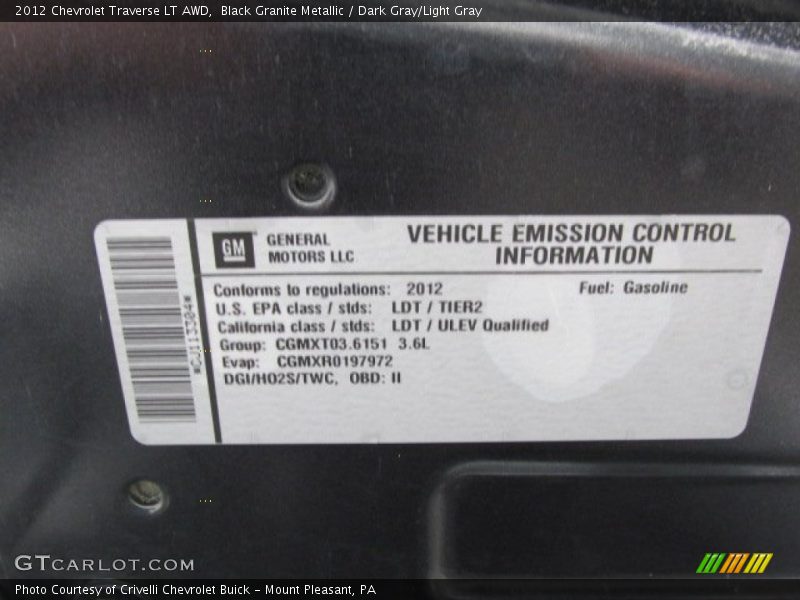 2012 Chevrolet Traverse LT AWD, Black Granite Metallic / Dark Gray/Light Gray
GM GENERAL MOTORS LLC
VEHICLE EMISSION CONTROL
INFORMATION
Conforms to regulations: 2012 Fuel: Gasoline
U.S. EPA class / stds: LDT / TIER2
California class / stds: LDT / ULEV Qualified
Group: CGMXT03.6151 3.6L
Evap: CGMXR0197972
DGI/HO2S/TWC, OBD: II
*CJ113304*
GTCARLOT.COM
Photo Courtesy of Crivelli Chevrolet Buick - Mount Pleasant, PA